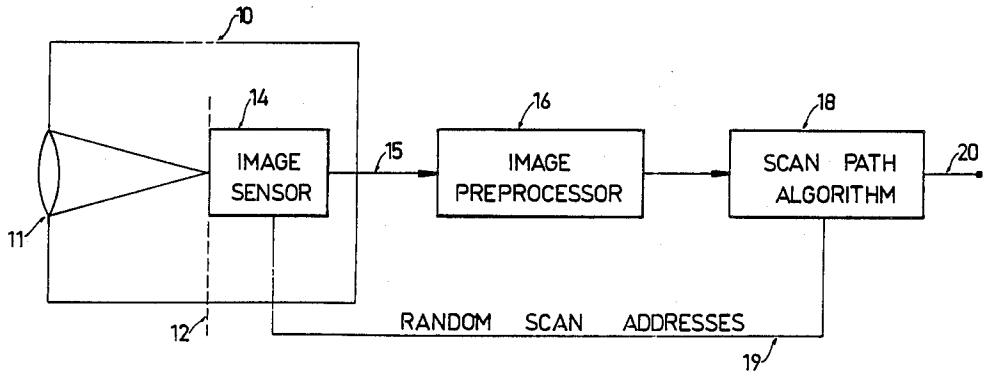 10
14
IMAGE
SENSOR
15
16
IMAGE
PREPROCESSOR
18
SCAN PATH
ALGORITHM
20
11
12
RANDOM SCAN ADDRESSES
19